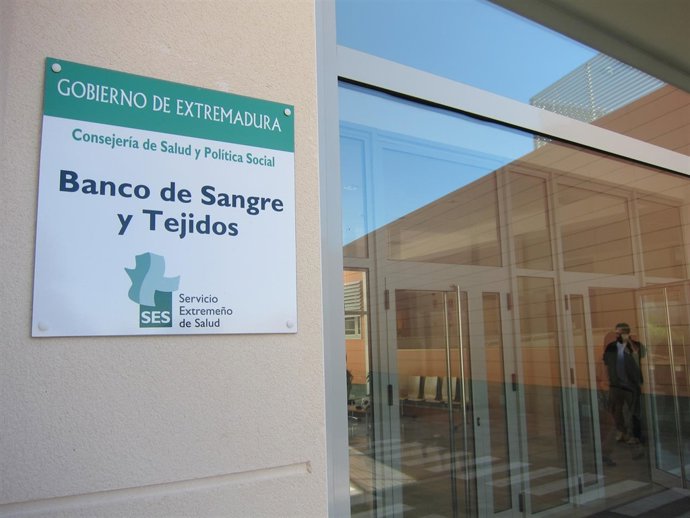 GOBIERNO DE EXTREMADURA
Consejería de Salud y Política Social
Banco de Sangre
y Tejidos
SES
Servicio
Extremeño
de Salud